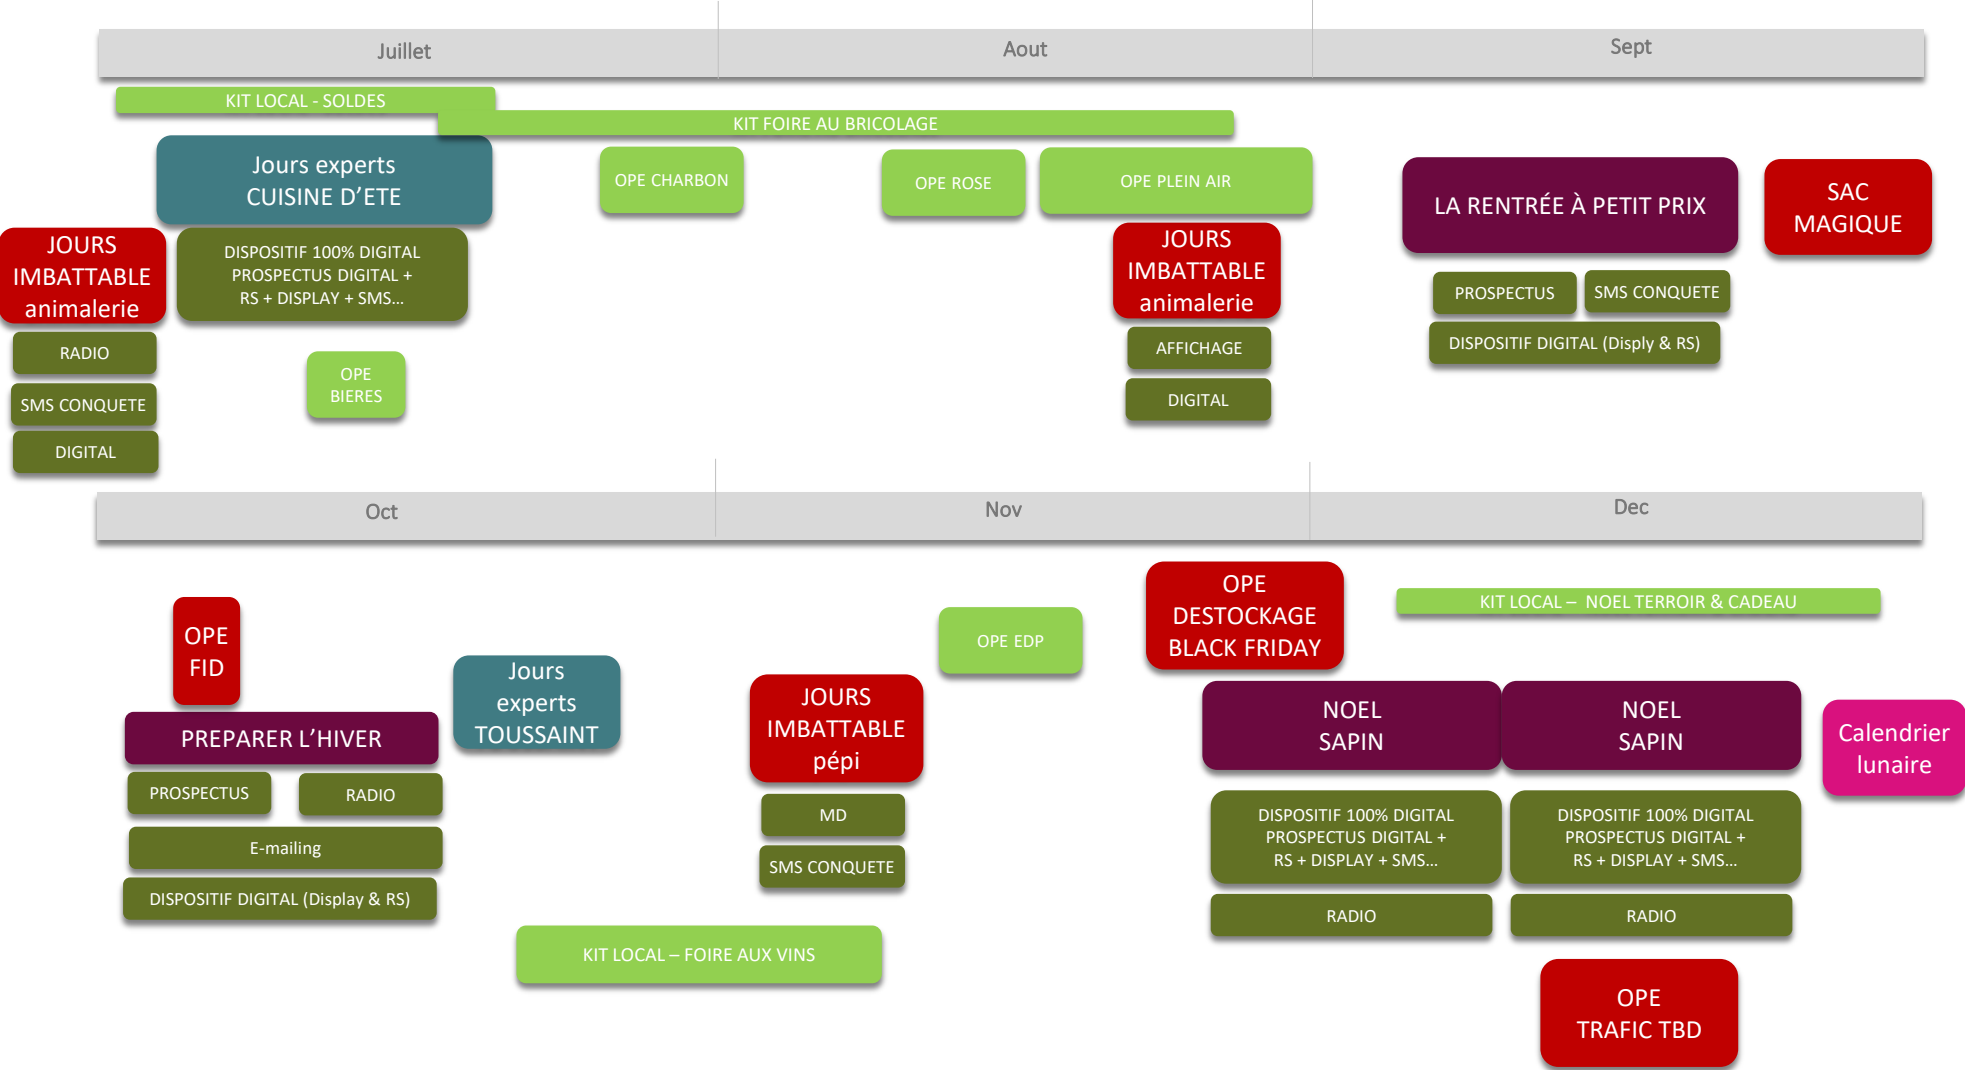 Juillet
Aout
Sept
KIT LOCAL - SOLDES
KIT FOIRE AU BRICOLAGE
Jours experts
CUISINE D’ETE
OPE CHARBON
OPE ROSE
OPE PLEIN AIR
LA RENTRÉE À PETIT PRIX
SAC
MAGIQUE
JOURS
IMBATTABLE
animalerie
DISPOSITIF 100% DIGITAL
PROSPECTUS DIGITAL +
RS + DISPLAY + SMS…
JOURS
IMBATTABLE
animalerie
PROSPECTUS
SMS CONQUETE
DISPOSITIF DIGITAL (Disply & RS)
RADIO
SMS CONQUETE
DIGITAL
OPE
BIERES
AFFICHAGE
DIGITAL
Oct
Nov
Dec
OPE
FID
PREPARER L’HIVER
PROSPECTUS
RADIO
E-mailing
DISPOSITIF DIGITAL (Display & RS)
Jours
experts
TOUSSAINT
KIT LOCAL – FOIRE AUX VINS
JOURS
IMBATTABLE
pépi
MD
SMS CONQUETE
OPE EDP
OPE
DESTOCKAGE
BLACK FRIDAY
KIT LOCAL – NOEL TERROIR & CADEAU
NOEL
SAPIN
NOEL
SAPIN
Calendrier
lunaire
DISPOSITIF 100% DIGITAL
PROSPECTUS DIGITAL +
RS + DISPLAY + SMS…
DISPOSITIF 100% DIGITAL
PROSPECTUS DIGITAL +
RS + DISPLAY + SMS…
RADIO
RADIO
OPE
TRAFIC TBD